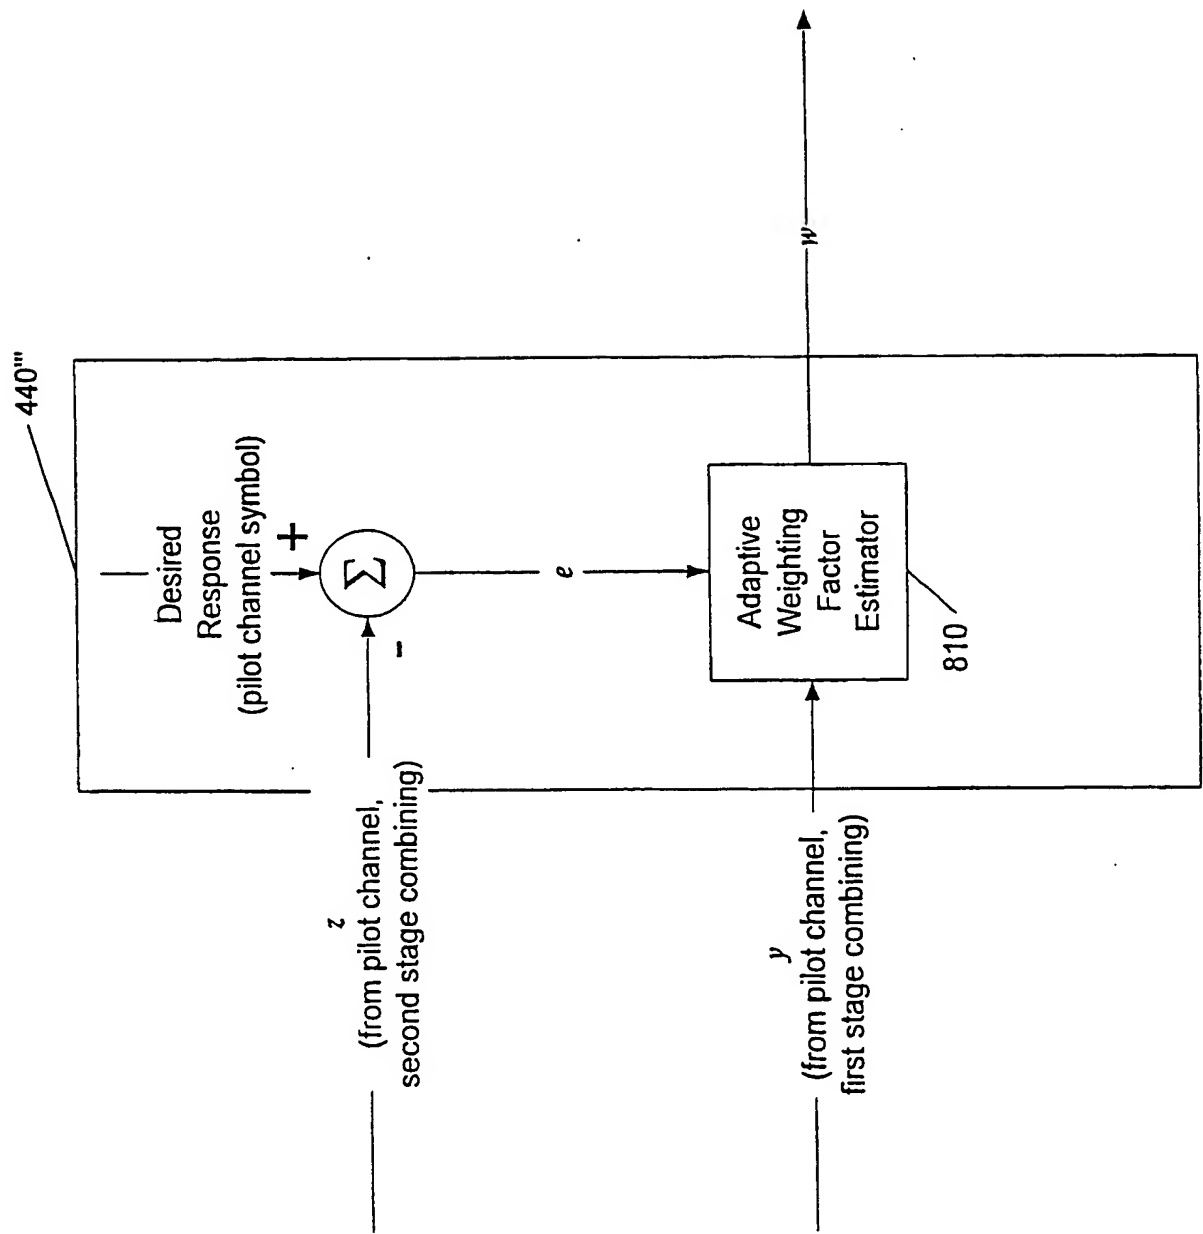 440'''
Desired
Response
(pilot channel symbol)
+
Σ
-
z
(from pilot channel,
second stage combining)
e
y
(from pilot channel,
first stage combining)
Adaptive
Weighting
Factor
Estimator
810
w